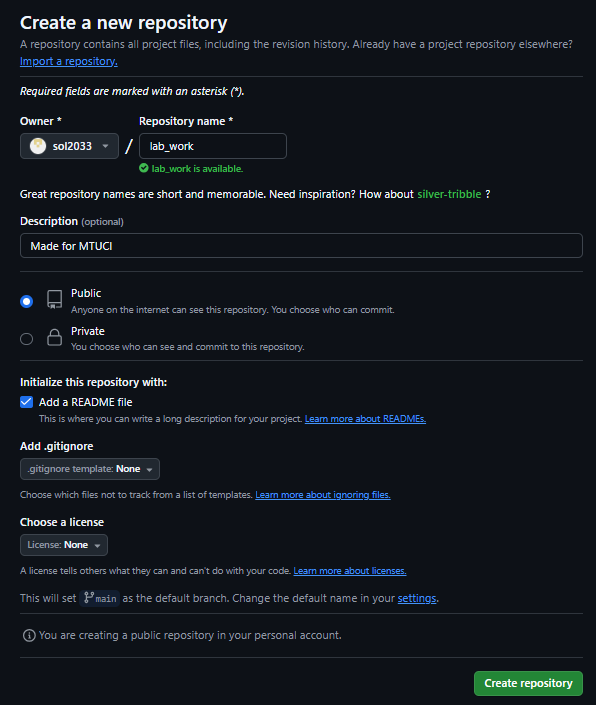 Create a new repository
A repository contains all project files, including the revision history. Already have a project repository elsewhere?
Import a repository.
Required fields are marked with an asterisk (*).
Owner * Repository name *
sol2033 / lab_work
lab_work is available.
Great repository names are short and memorable. Need inspiration? How about silver-tribble ?
Description (optional)
Made for MTUCI
Public
Anyone on the internet can see this repository. You choose who can commit.
Private
You choose who can see and commit to this repository.
Initialize this repository with:
Add a README file
This is where you can write a long description for your project. Learn more about READMEs.
Add .gitignore
.gitignore template: None
Choose which files not to track from a list of templates. Learn more about ignoring files.
Choose a license
License: None
A license tells others what they can and can't do with your code. Learn more about licenses.
This will set main as the default branch. Change the default name in your settings.
You are creating a public repository in your personal account.
Create repository